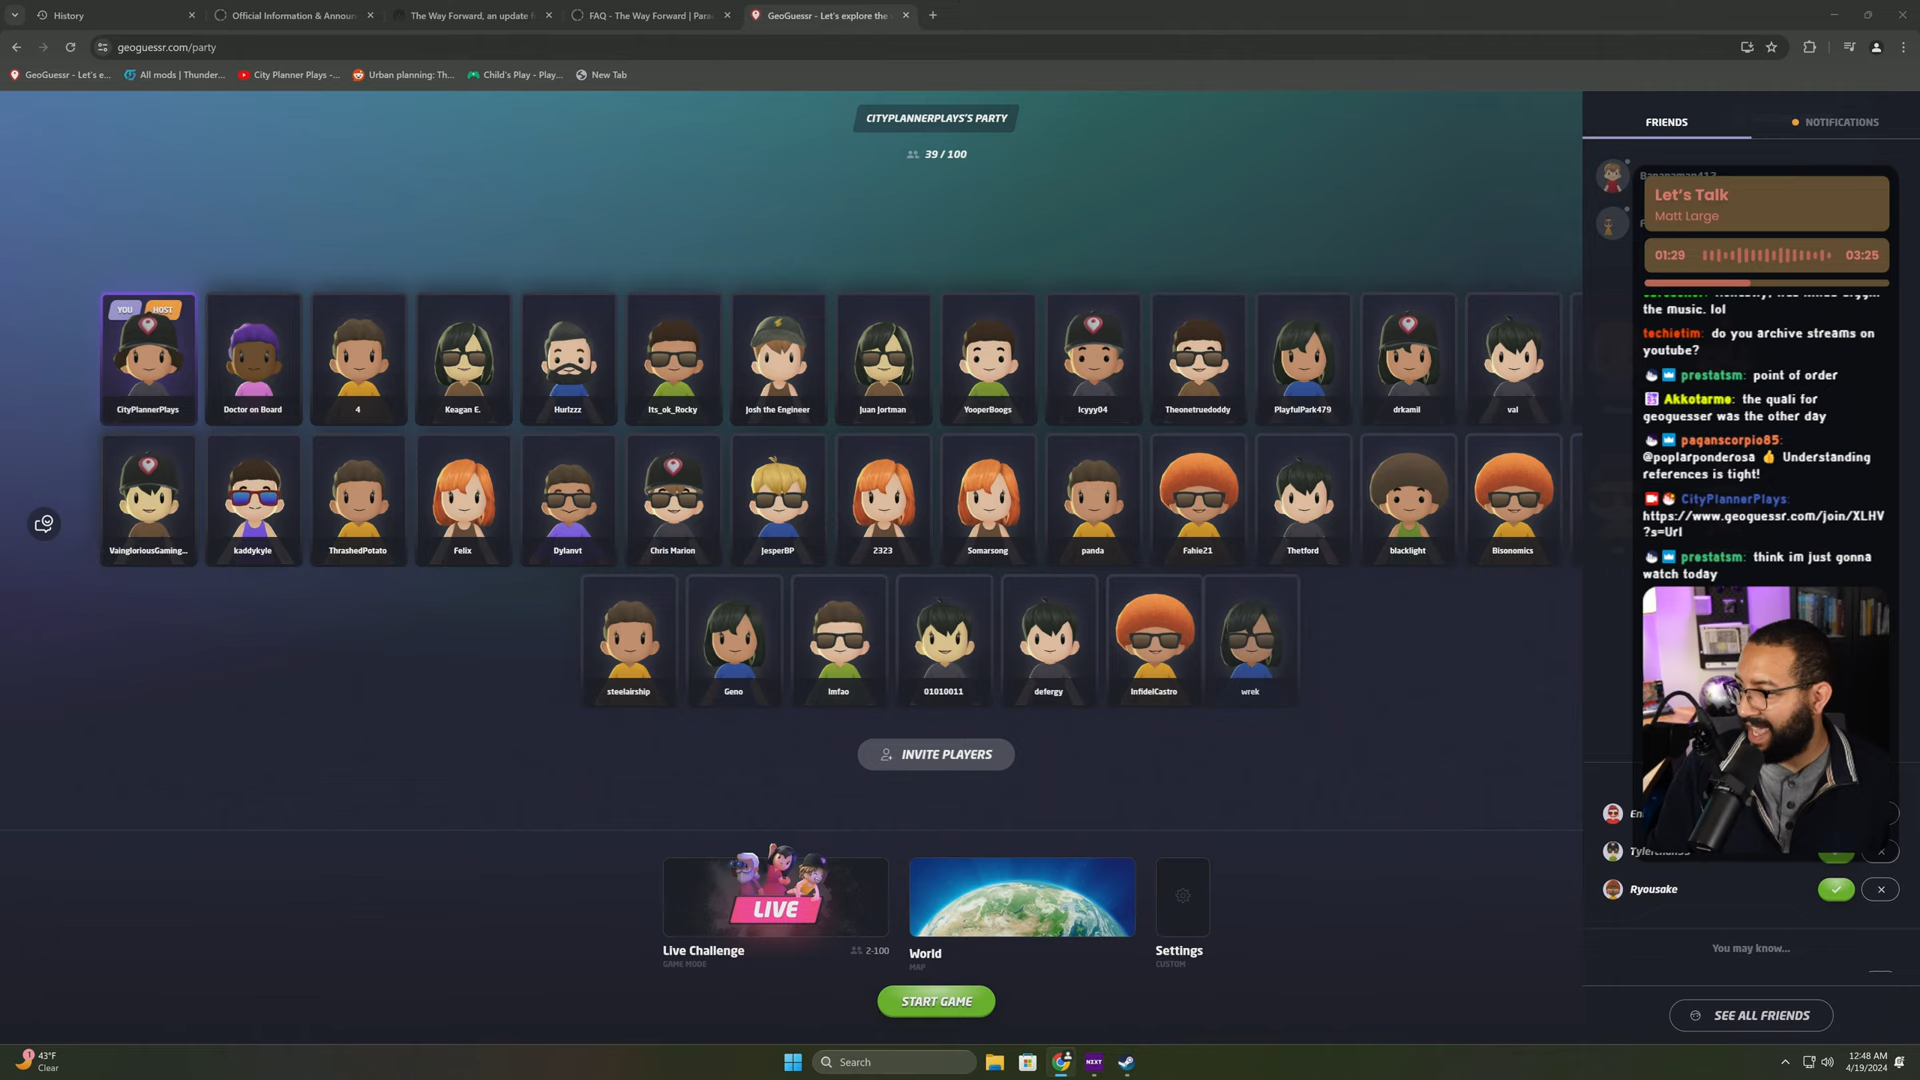 History
Official Information & Announ
The Way Forward, an update f
FAQ - The Way Forward | Para
GeoGuessr - Let's explore the
geoguessr.com/party
GeoGuessr - Let's e...
All mods | Thunder...
City Planner Plays -...
Urban planning: Th...
Child's Play - Play...
New Tab
CITYPLANNERPLAYS'S PARTY
39 / 100
FRIENDS
NOTIFICATIONS
Bananaman412
Let's Talk
Matt Large
01:29
03:25
the music. lol
techietim: do you archive streams on
youtube?
prestatsm: point of order
Akkotarme: the quali for
geoguesser was the other day
paganscorpio85:
@poplarponderosa 👍 Understanding
references is tight!
CityPlannerPlays:
https://www.geoguessr.com/join/XLHV
?s=Url
prestatsm: think im just gonna
watch today
YOU
HOST
CityPlannerPlays
Doctor on Board
4
Keagan E.
Hurlzzz
Its_ok_Rocky
Josh the Engineer
Juan Jortman
YooperBoogs
Icyyy04
Theonetruedoddy
PlayfulPark479
drkamil
val
VaingloriousGaming...
kaddykyle
ThrashedPotato
Felix
Dylanvt
Chris Marion
JesperBP
2323
Somarsong
panda
Fahie21
Thetford
blacklight
Bisonomics
steelairship
Geno
lmfao
01010011
defergy
InfidelCastro
wrek
INVITE PLAYERS
LIVE
Live Challenge
2-100
GAME MODE
World
MAP
Settings
CUSTOM
START GAME
Ryousake
You may know...
SEE ALL FRIENDS
1
43°F
Clear
Search
NZXT
12:48 AM
4/19/2024